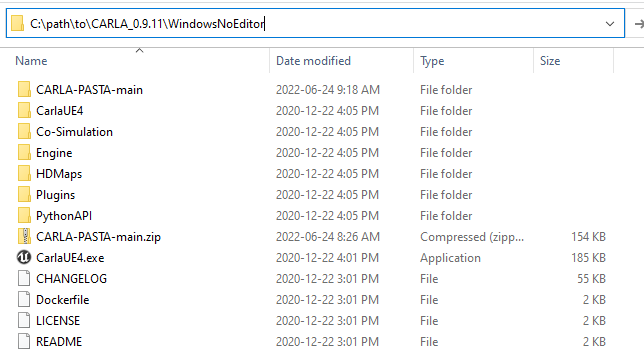 C:\path\to\CARLA_0.9.11\WindowsNoEditor
Name Date modified Type Size
CARLA-PASTA-main 2022-06-24 9:18 AM File folder
CarlaUE4 2020-12-22 4:05 PM File folder
Co-Simulation 2020-12-22 4:05 PM File folder
Engine 2020-12-22 4:05 PM File folder
HDMaps 2020-12-22 4:05 PM File folder
Plugins 2020-12-22 4:05 PM File folder
PythonAPI 2020-12-22 4:05 PM File folder
CARLA-PASTA-main.zip 2022-06-24 8:26 AM Compressed (zipp... 154 KB
CarlaUE4.exe 2020-12-22 4:01 PM Application 185 KB
CHANGELOG 2020-12-22 3:01 PM File 55 KB
Dockerfile 2020-12-22 3:01 PM File 2 KB
LICENSE 2020-12-22 3:01 PM File 2 KB
README 2020-12-22 3:01 PM File 2 KB